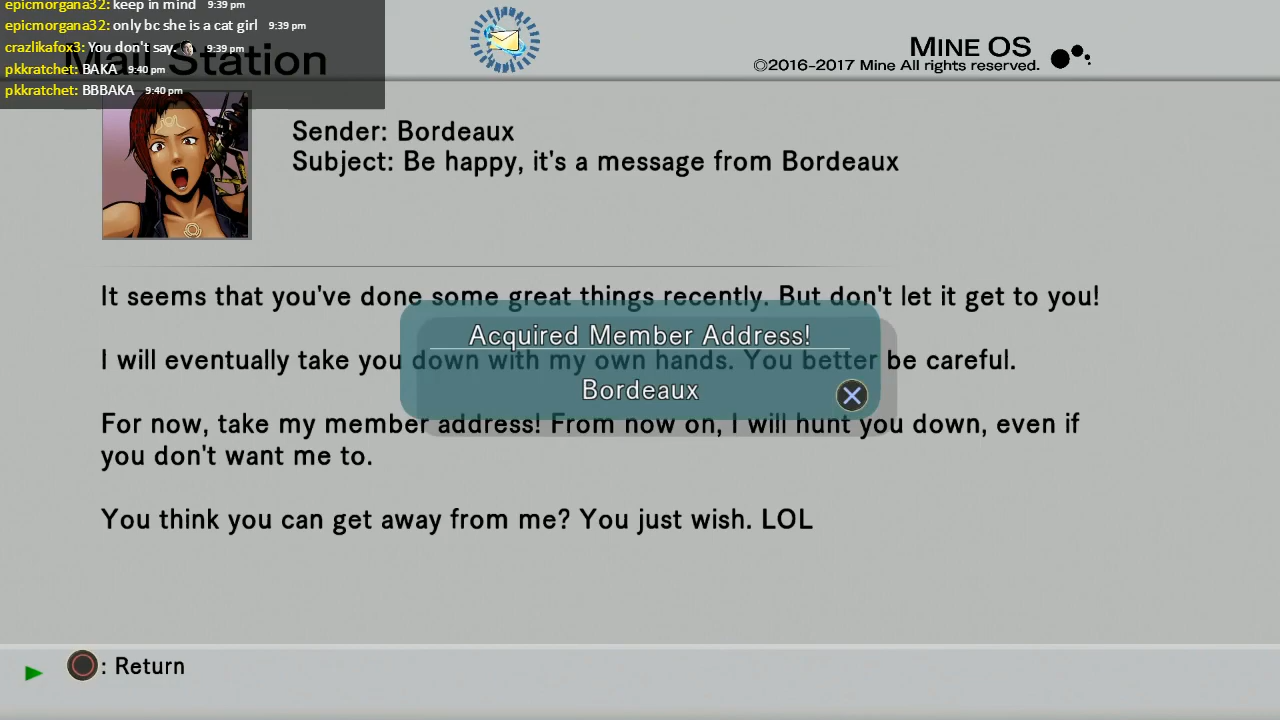 epicmorgana32: keep in mind 9:39 pm
epicmorgana32: only bc she is a cat girl 9:39 pm
crazlikafox3: You don't say. 9:39 pm
pkkratchet: BAKA 9:40 pm
pkkratchet: BBBAKA 9:40 pm
Mail Station
MINE OS
©2016-2017 Mine All rights reserved.
Sender: Bordeaux
Subject: Be happy, it's a message from Bordeaux
It seems that you've done some great things recently. But don't let it get to you!
Acquired Member Address!
I will eventually take you down with my own hands. You better be careful.
Bordeaux
For now, take my member address! From now on, I will hunt you down, even if
you don't want me to.
You think you can get away from me? You just wish. LOL
: Return